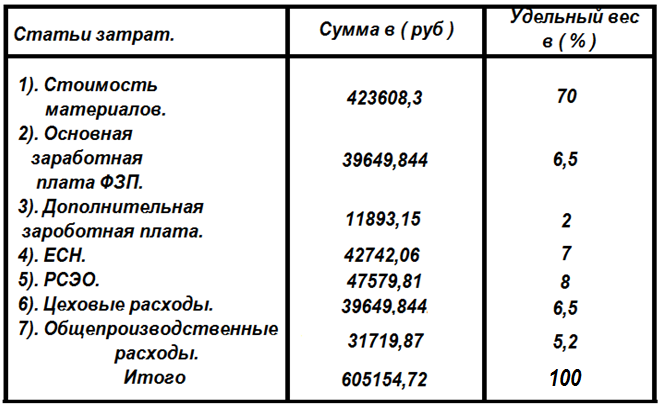 Статьи затрат. Сумма в ( руб ) Удельный вес в ( % )
1). Стоимость
материалов. 423608,3 70
2). Основная
заработная 39649,844 6,5
плата ФЗП.
3). Дополнительная
зароботная плата. 11893,15 2
4). ЕСН. 42742,06 7
5). РСЭО. 47579,81 8
6). Цеховые расходы. 39649,844 6,5
7). Общепроизводственные
расходы. 31719,87 5,2
Итого 605154,72 100